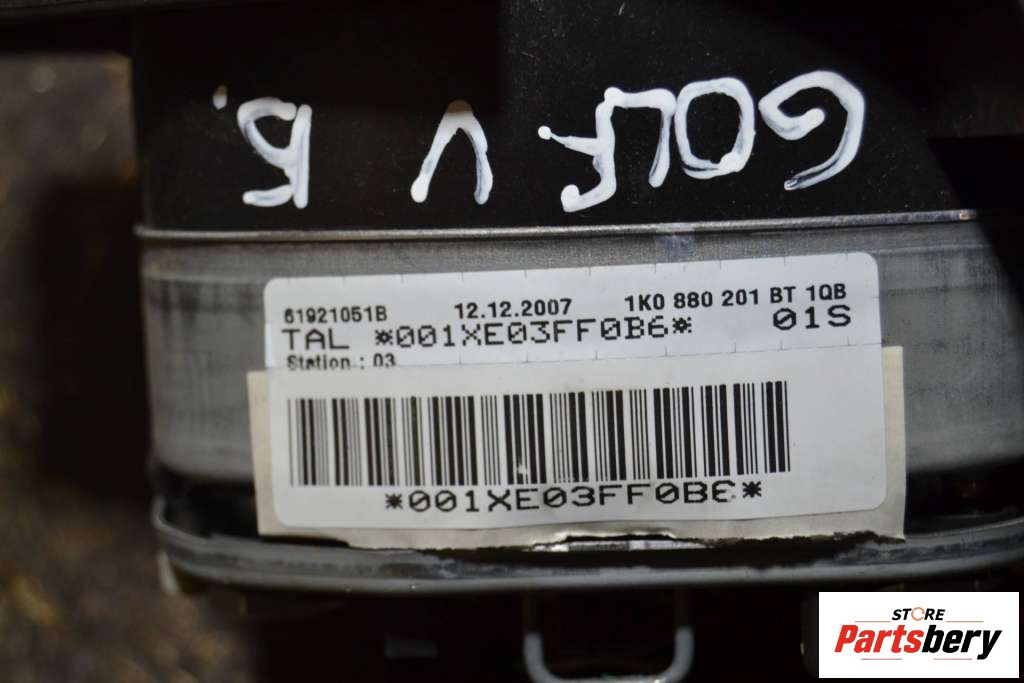 GOLF V B.
61921051B 12.12.2007 1K0 880 201 BT 1QB
TAL *001XE03FF0B6* 01S
Station.: 03
*001XE03FF0B6*
STORE
Partsbery